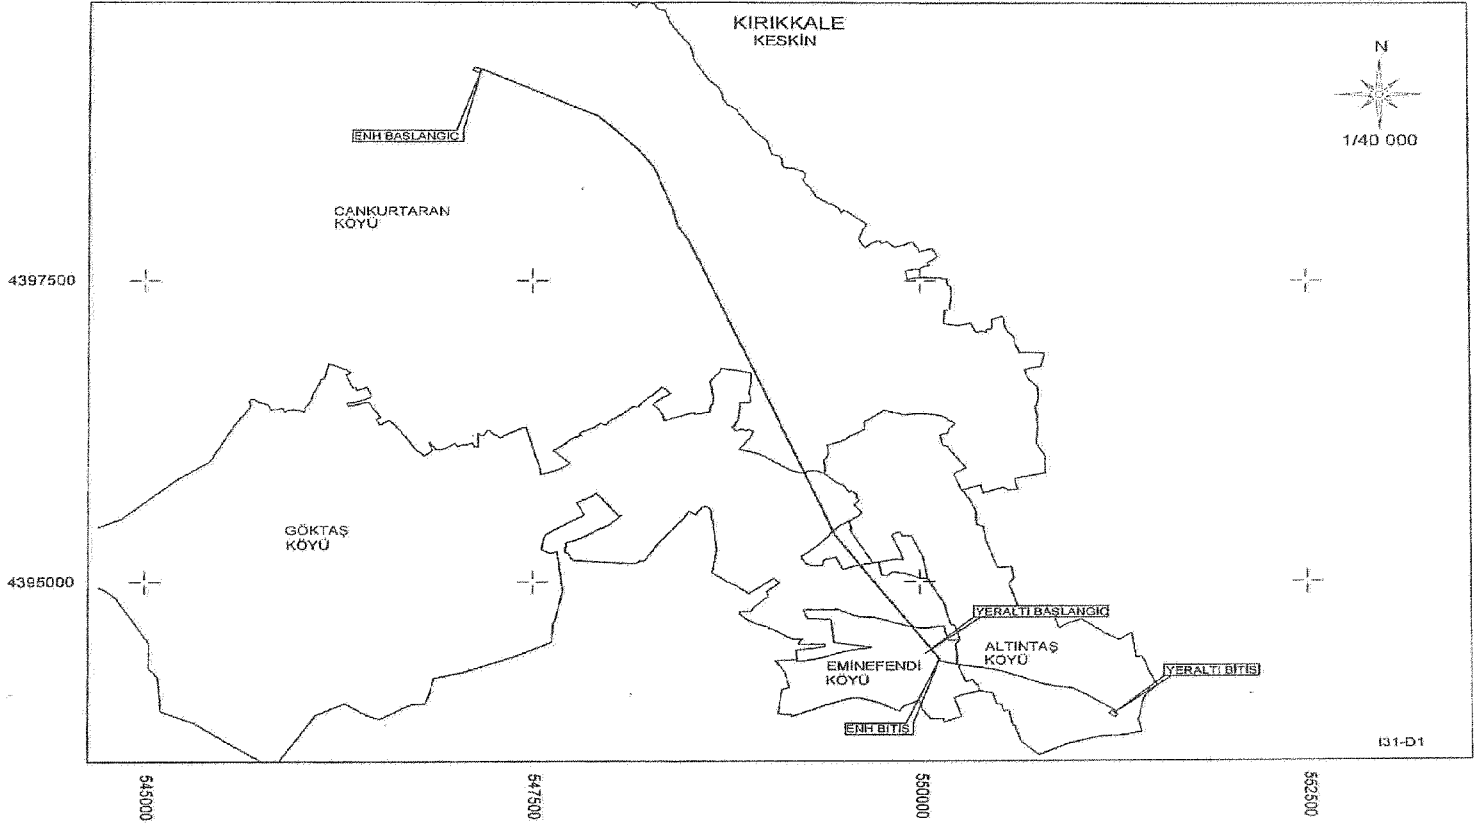 KIRIKKALE
KESKİN
N
1/40 000
ENH BAŞLANGIÇ
CANKURTARAN
KÖYÜ
4397500
GÖKTAŞ
KÖYÜ
4395000
YERALTI BAŞLANGIÇ
ALTINTAŞ
KÖYÜ
EMİNEFENDİ
KÖYÜ
YERALTI BİTİŞ
ENH BİTİŞ
I31-D1
545000
547500
550000
552500